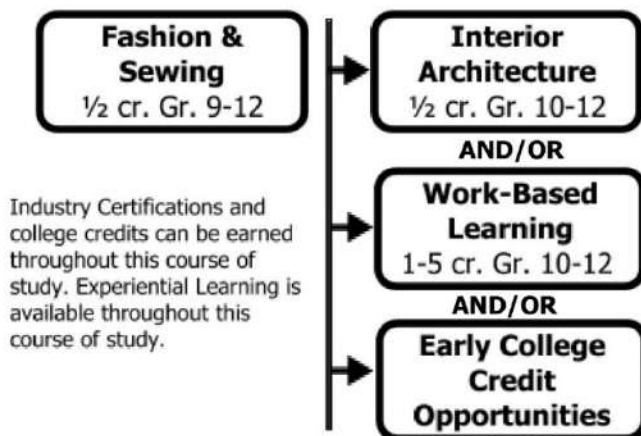 Fashion &
Sewing
½ cr. Gr. 9-12
Industry Certifications and
college credits can be earned
throughout this course of
study. Experiential Learning is
available throughout this
course of study.
Interior
Architecture
½ cr. Gr. 10-12
AND/OR
Work-Based
Learning
1-5 cr. Gr. 10-12
AND/OR
Early College
Credit
Opportunities